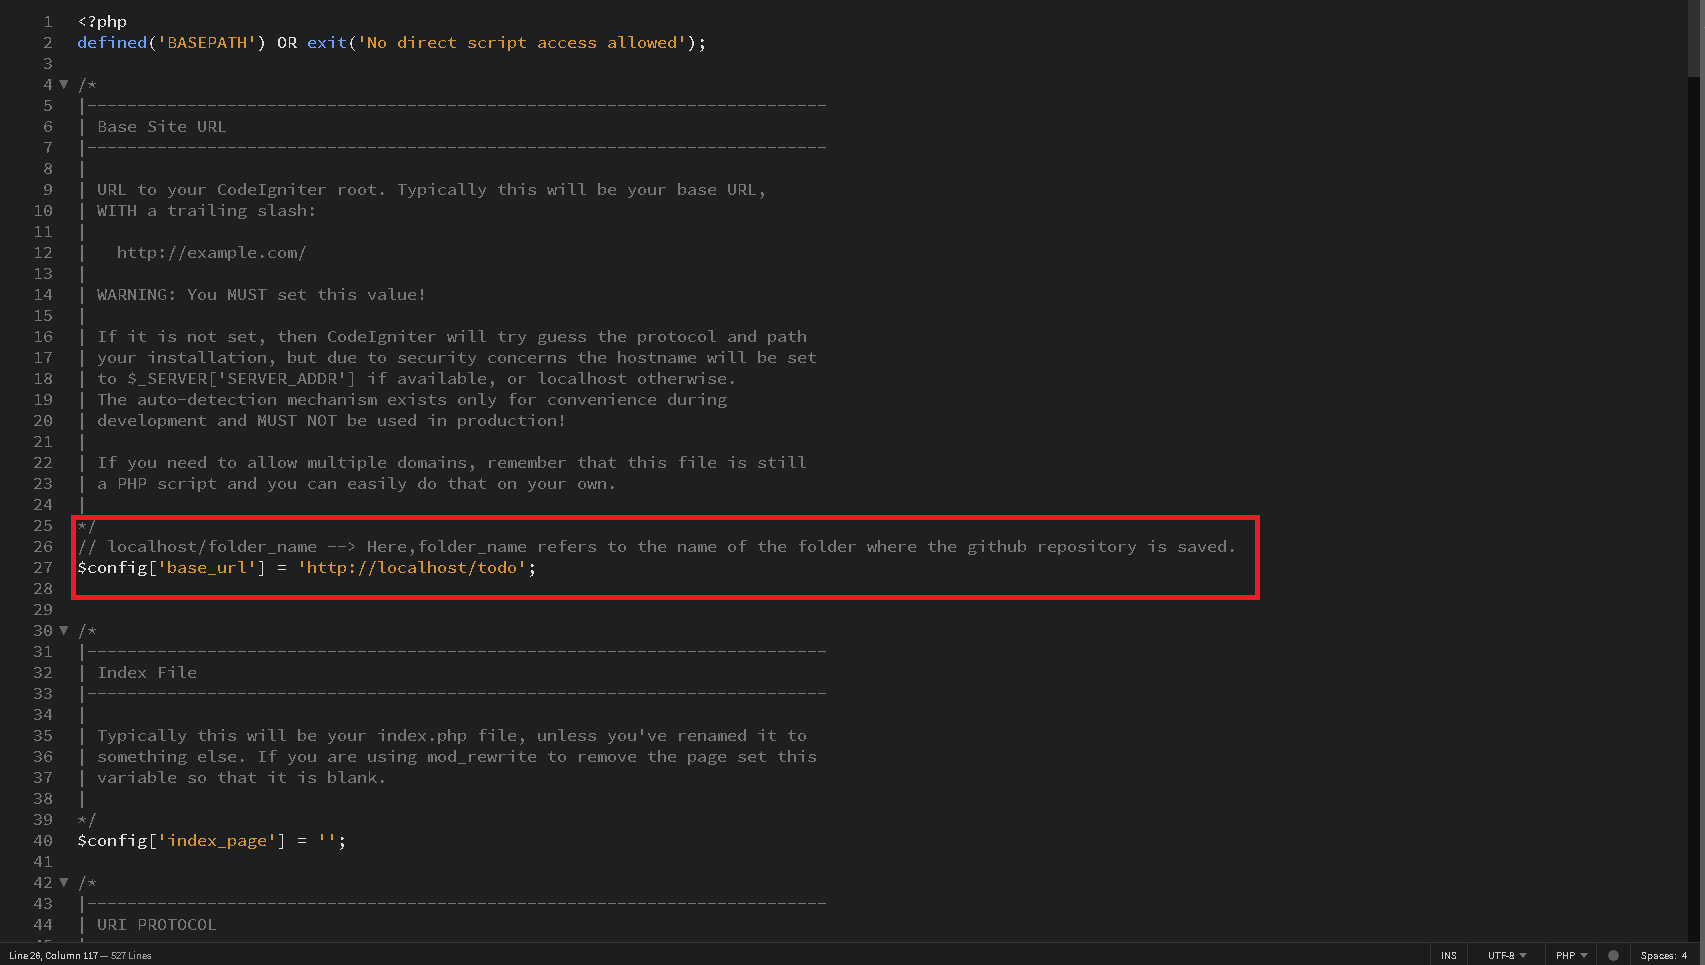 1 <?php
2 defined('BASEPATH') OR exit('No direct script access allowed');
3
4 ▼ /*
5 |--------------------------------------------------------------------------
6 | Base Site URL
7 |--------------------------------------------------------------------------
8 |
9 | URL to your CodeIgniter root. Typically this will be your base URL,
10 | WITH a trailing slash:
11 |
12 |   http://example.com/
13 |
14 | WARNING: You MUST set this value!
15 |
16 | If it is not set, then CodeIgniter will try guess the protocol and path
17 | your installation, but due to security concerns the hostname will be set
18 | to $_SERVER['SERVER_ADDR'] if available, or localhost otherwise.
19 | The auto-detection mechanism exists only for convenience during
20 | development and MUST NOT be used in production!
21 |
22 | If you need to allow multiple domains, remember that this file is still
23 | a PHP script and you can easily do that on your own.
24 |
25 */
26 // localhost/folder_name --> Here,folder_name refers to the name of the folder where the github repository is saved.
27 $config['base_url'] = 'http://localhost/todo';
28
29
30 ▼ /*
31 |--------------------------------------------------------------------------
32 | Index File
33 |--------------------------------------------------------------------------
34 |
35 | Typically this will be your index.php file, unless you've renamed it to
36 | something else. If you are using mod_rewrite to remove the page set this
37 | variable so that it is blank.
38 |
39 */
40 $config['index_page'] = '';
41
42 ▼ /*
43 |--------------------------------------------------------------------------
44 | URI PROTOCOL
Line 26, Column 117 — 527 Lines INS UTF-8 ▼ PHP ▼ Spaces: 4